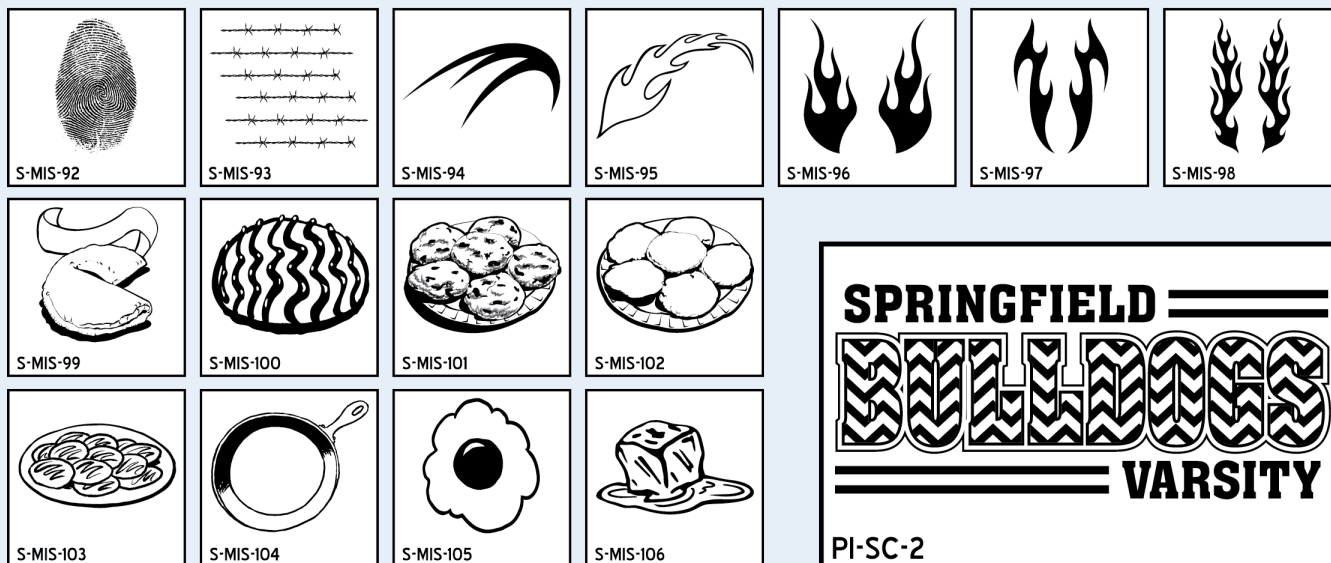 S-MIS-92
S-MIS-93
S-MIS-94
S-MIS-95
S-MIS-96
S-MIS-97
S-MIS-98
S-MIS-99
S-MIS-100
S-MIS-101
S-MIS-102
S-MIS-103
S-MIS-104
S-MIS-105
S-MIS-106
SPRINGFIELD
BULLDOGS
VARSITY
PI-SC-2